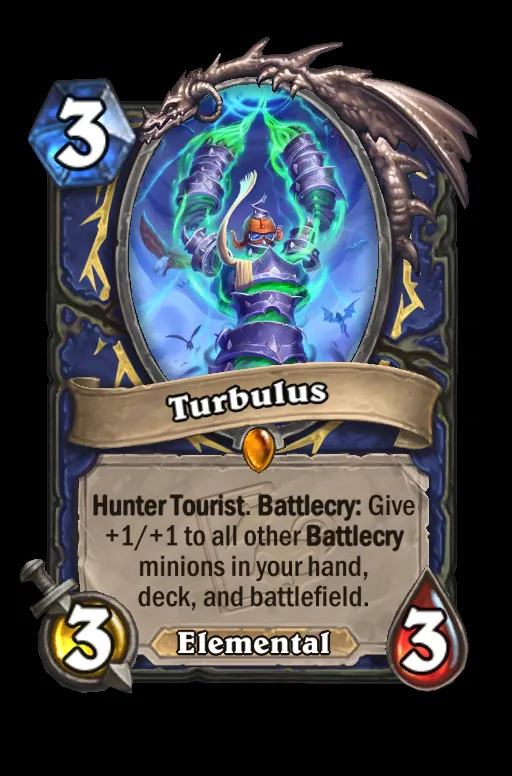 3
Turbulus
Hunter Tourist. Battlecry: Give
+1/+1 to all other Battlecry
minions in your hand,
deck, and battlefield.
3
Elemental
3